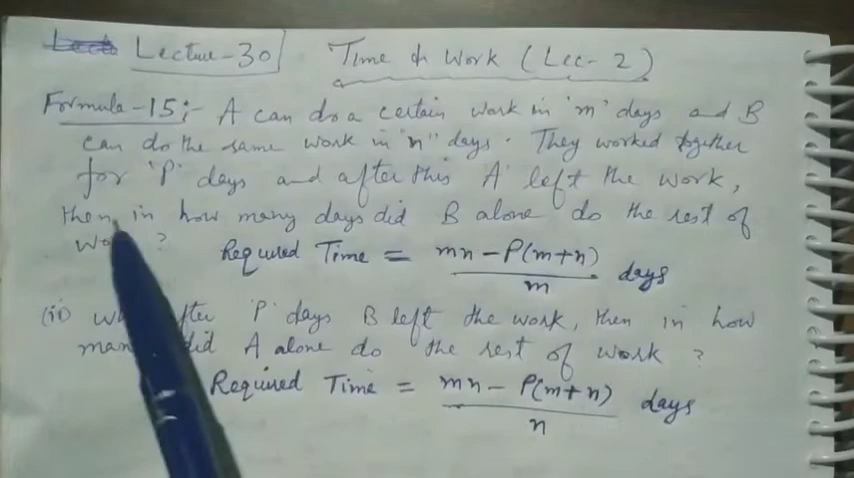 Lecture-30 Time & Work (Lec-2)
Formula-15:- A can do a certain work in 'm' days and B
can do the same work in "n" days. They worked together
for 'P' days and after this A left the work,
then in how many days did B alone do the rest of
?
Required Time = mn-P(m+n) / m days
(ii) after 'P' days B left the work, then in how
did A alone do the rest of work ?
Required Time = mn-P(m+n) / n days